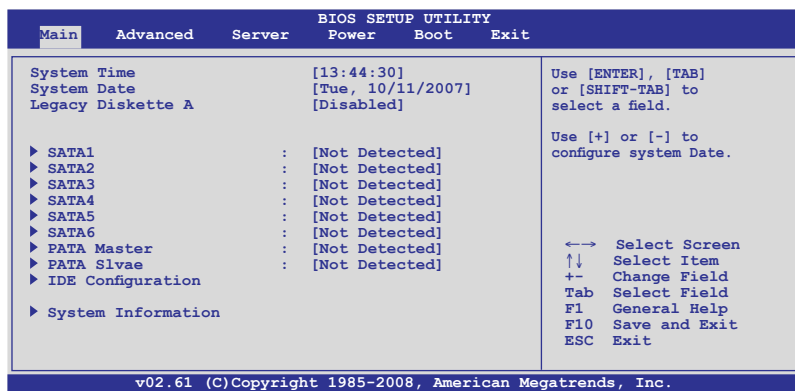 BIOS SETUP UTILITY
Main Advanced Server Power Boot Exit
System Time [13:44:30]
System Date [Tue, 10/11/2007]
Legacy Diskette A [Disabled]
SATA1 : [Not Detected]
SATA2 : [Not Detected]
SATA3 : [Not Detected]
SATA4 : [Not Detected]
SATA5 : [Not Detected]
SATA6 : [Not Detected]
PATA Master : [Not Detected]
PATA Slvae : [Not Detected]
IDE Configuration
System Information
Use [ENTER], [TAB]
or [SHIFT-TAB] to
select a field.
Use [+] or [-] to
configure system Date.
←→ Select Screen
↑↓ Select Item
+- Change Field
Tab Select Field
F1 General Help
F10 Save and Exit
ESC Exit
v02.61 (C)Copyright 1985-2008, American Megatrends, Inc.